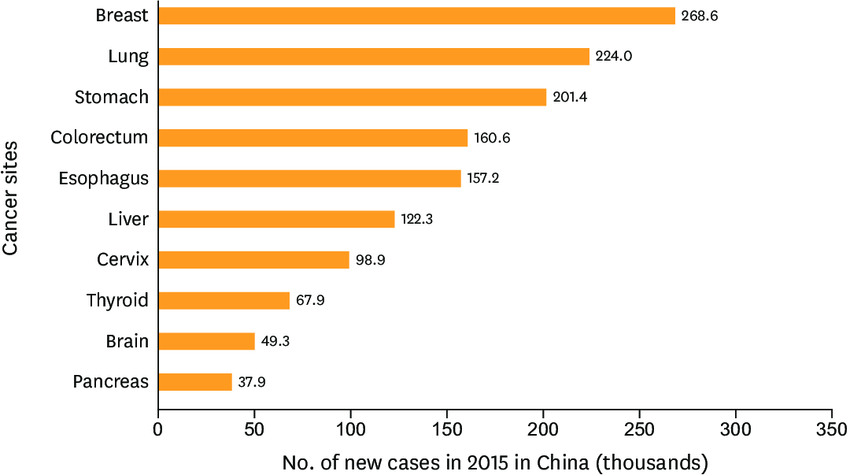 Breast 268.6
Lung 224.0
Stomach 201.4
Colorectum 160.6
Esophagus 157.2
Liver 122.3
Cervix 98.9
Thyroid 67.9
Brain 49.3
Pancreas 37.9
Cancer sites
0 50 100 150 200 250 300 350
No. of new cases in 2015 in China (thousands)